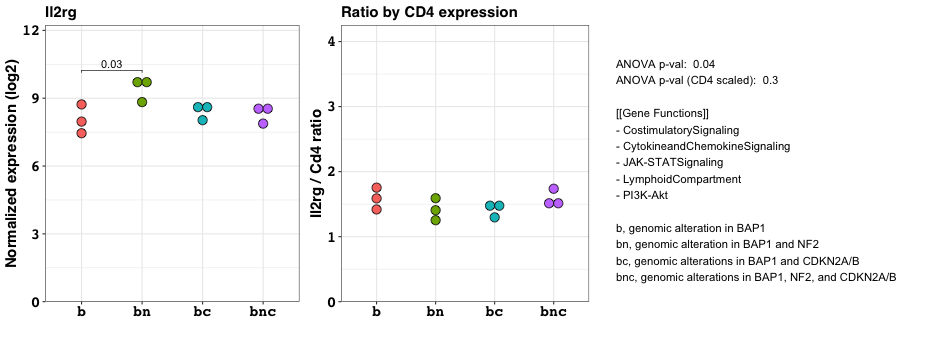 Il2rg
Normalized expression (log2)
12
9
6
3
0
0.03
b
bn
bc
bnc
Ratio by CD4 expression
Il2rg / Cd4 ratio
4
3
2
1
0
b
bn
bc
bnc
ANOVA p-val: 0.04
ANOVA p-val (CD4 scaled): 0.3
[[Gene Functions]]
- CostimulatorySignaling
- CytokineandChemokineSignaling
- JAK-STATSignaling
- LymphoidCompartment
- PI3K-Akt
b, genomic alteration in BAP1
bn, genomic alteration in BAP1 and NF2
bc, genomic alterations in BAP1 and CDKN2A/B
bnc, genomic alterations in BAP1, NF2, and CDKN2A/B